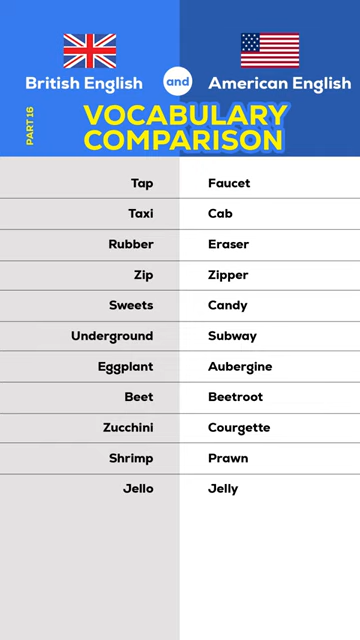 British English and American English
PART 16
VOCABULARY
COMPARISON
Tap Faucet
Taxi Cab
Rubber Eraser
Zip Zipper
Sweets Candy
Underground Subway
Eggplant Aubergine
Beet Beetroot
Zucchini Courgette
Shrimp Prawn
Jello Jelly